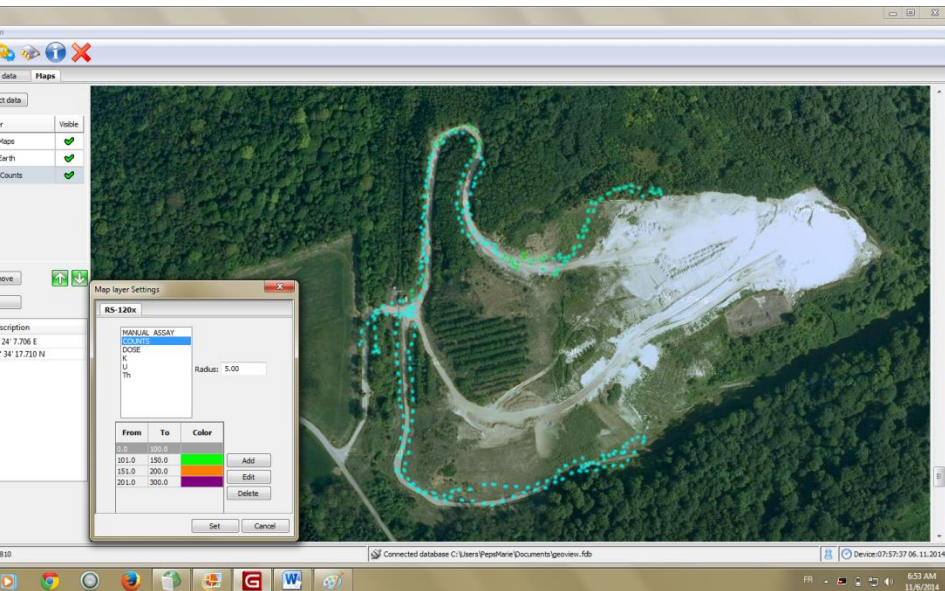 data Maps
ct data
r Visible
Maps
Earth
Counts
ove
scription
24' 7.706 E
° 34' 17.710 N
Map layer Settings
RS-120x
MANUAL ASSAY
COUNTS
DOSE
K
U
Th
Radius: 5.00
From To Color
0.0 100.0
101.0 150.0
151.0 200.0
201.0 300.0
Add
Edit
Delete
Set Cancel
810 Connected database C:\Users\PepsMarie\Documents\geoview.fdb Device:07:57:37 06.11.2014
G W FR 6:53 AM
11/6/2014